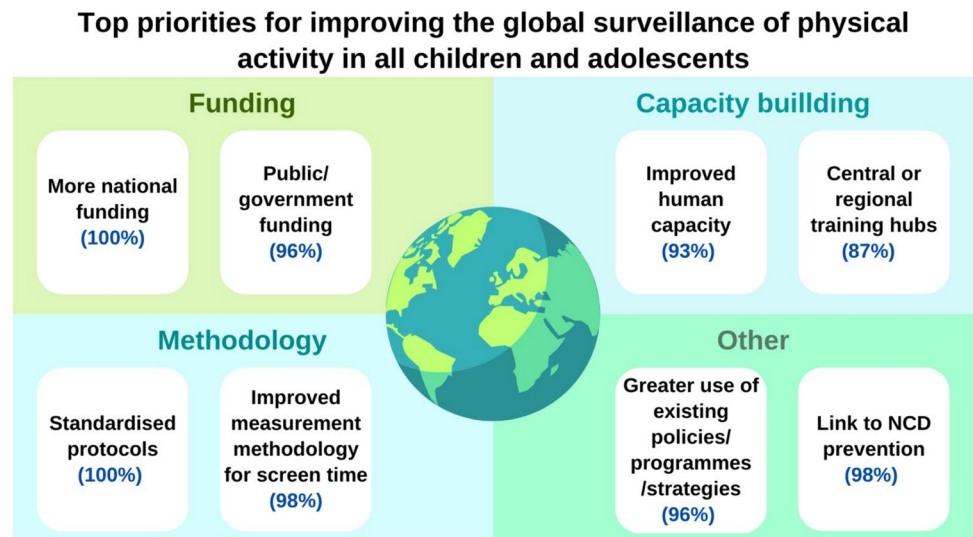 Top priorities for improving the global surveillance of physical
activity in all children and adolescents
Funding
More national
funding
(100%)
Public/
government
funding
(96%)
Capacity buillding
Improved
human
capacity
(93%)
Central or
regional
training hubs
(87%)
Methodology
Standardised
protocols
(100%)
Improved
measurement
methodology
for screen time
(98%)
Other
Greater use of
existing
policies/
programmes
/strategies
(96%)
Link to NCD
prevention
(98%)